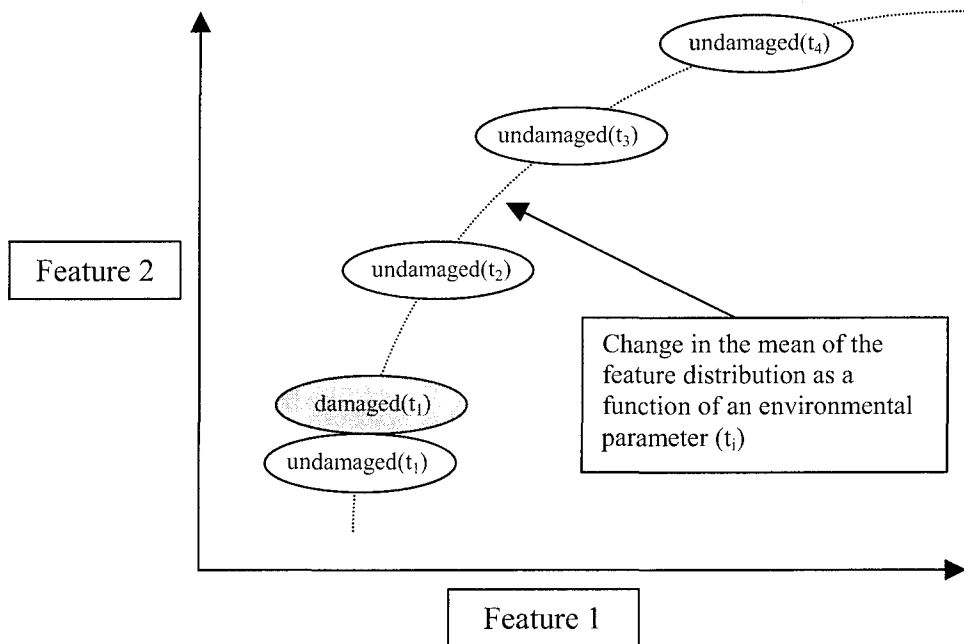 undamaged(t₄)
undamaged(t₃)
Feature 2
undamaged(t₂)
Change in the mean of the
feature distribution as a
function of an environmental
parameter (tᵢ)
damaged(t₁)
undamaged(t₁)
Feature 1